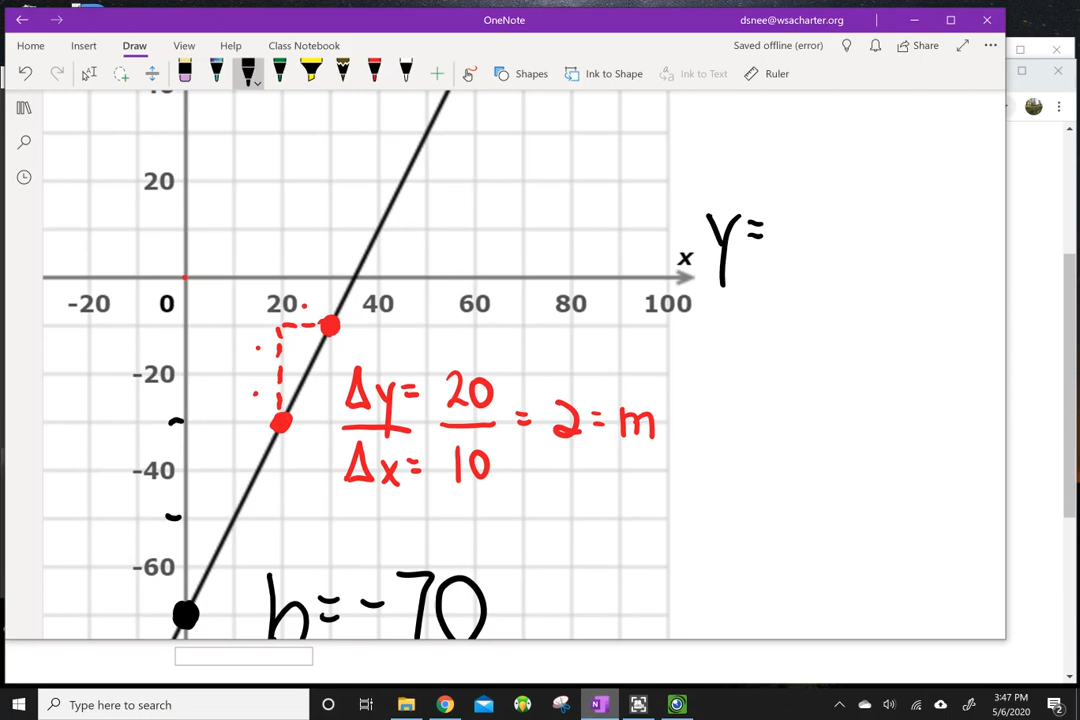 OneNote
dsnee@wsacharter.org
Home Insert Draw View Help Class Notebook
Saved offline (error) Share
Shapes Ink to Shape Ink to Text Ruler
20
y=
x
-20 0 20 40 60 80 100
-20
Δy= 20
= 2 = m
Δx= 10
-40
-60
b=-70
Type here to search
3:47 PM
5/6/2020
2